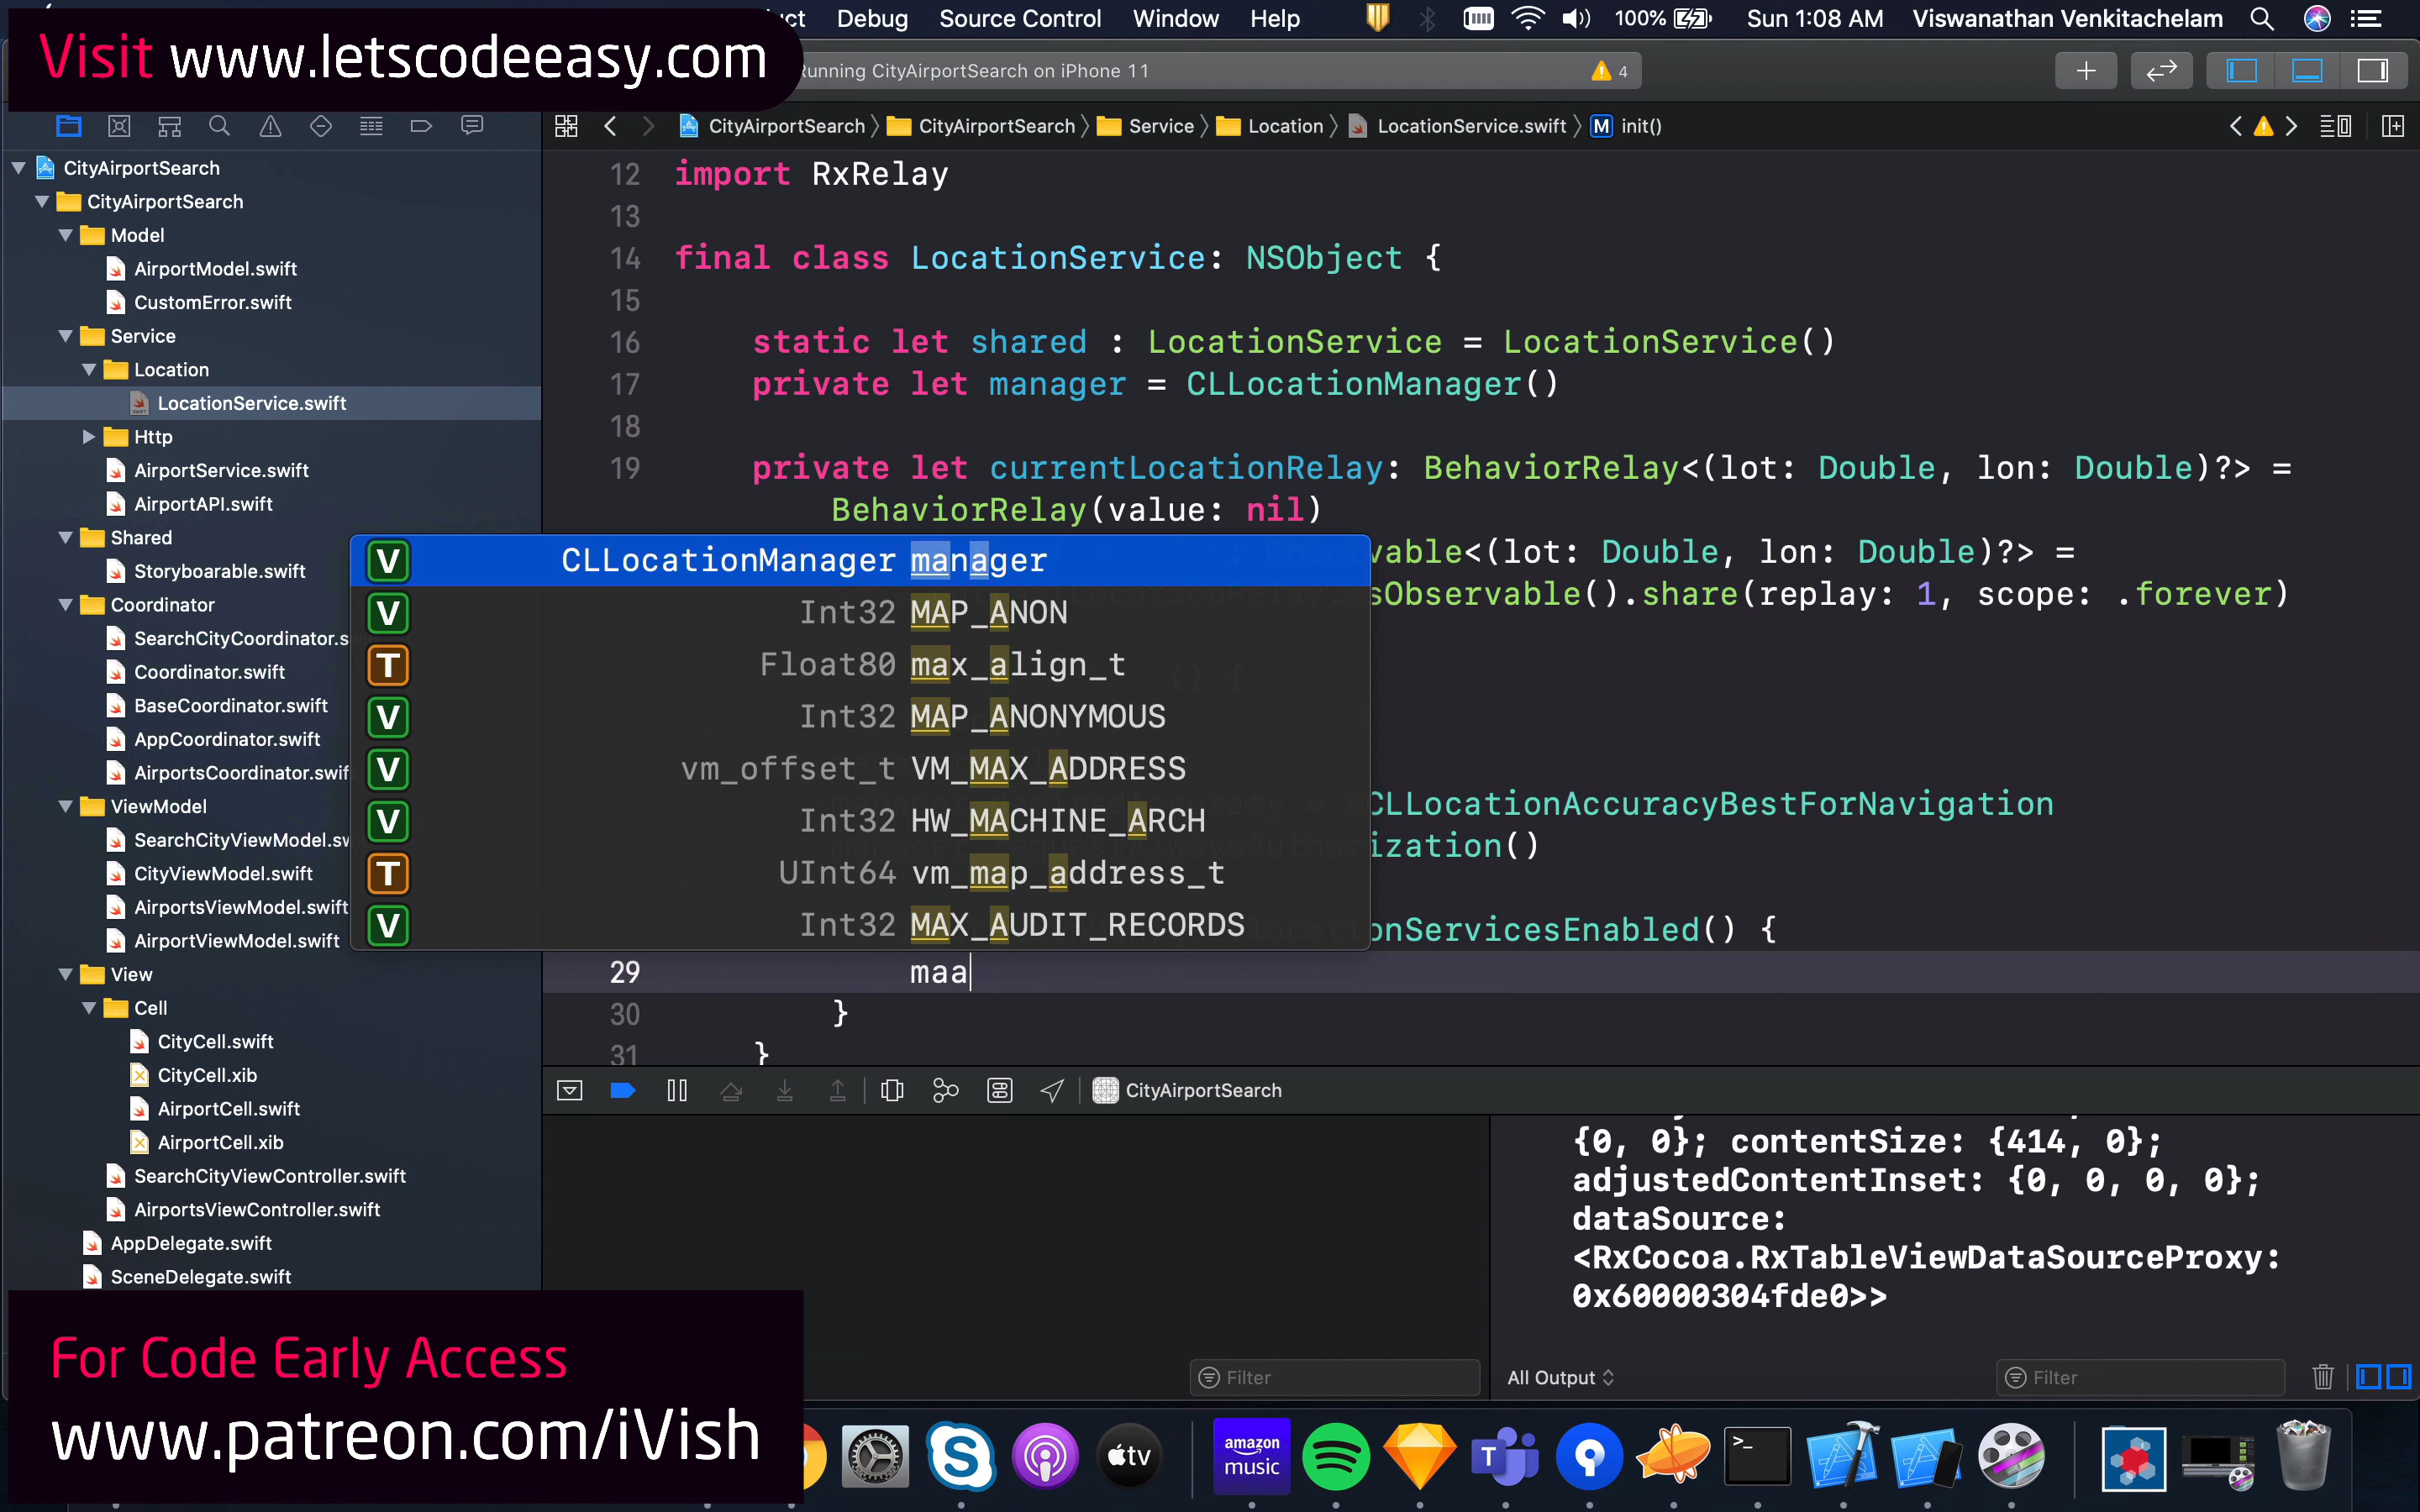 Visit www.letscodeeasy.com
Debug Source Control Window Help 100% Sun 1:08 AM Viswanathan Venkitachelam
Running CityAirportSearch on iPhone 11 4
CityAirportSearch CityAirportSearch Service Location LocationService.swift M init()
CityAirportSearch
CityAirportSearch
Model
AirportModel.swift
CustomError.swift
Service
Location
LocationService.swift
Http
AirportService.swift
AirportAPI.swift
Shared
Storyboarable.swift
Coordinator
SearchCityCoordinator.s
Coordinator.swift
BaseCoordinator.swift
AppCoordinator.swift
AirportsCoordinator.swif
ViewModel
SearchCityViewModel.sw
CityViewModel.swift
AirportsViewModel.swift
AirportViewModel.swift
View
Cell
CityCell.swift
CityCell.xib
AirportCell.swift
AirportCell.xib
SearchCityViewController.swift
AirportsViewController.swift
AppDelegate.swift
SceneDelegate.swift
12 import RxRelay
13
14 final class LocationService: NSObject {
15
16 static let shared : LocationService = LocationService()
17 private let manager = CLLocationManager()
18
19 private let currentLocationRelay: BehaviorRelay<(lot: Double, lon: Double)?> =
BehaviorRelay(value: nil)
vable<(lot: Double, lon: Double)?> =
sObservable().share(replay: 1, scope: .forever)
CLLocationAccuracyBestForNavigation
ization()
onServicesEnabled() {
V CLLocationManager manager
V Int32 MAP_ANON
T Float80 max_align_t
V Int32 MAP_ANONYMOUS
V vm_offset_t VM_MAX_ADDRESS
V Int32 HW_MACHINE_ARCH
T UInt64 vm_map_address_t
V Int32 MAX_AUDIT_RECORDS
29 maa
30 }
31 }
CityAirportSearch
{0, 0}; contentSize: {414, 0};
adjustedContentInset: {0, 0, 0, 0};
dataSource:
<RxCocoa.RxTableViewDataSourceProxy:
0x60000304fde0>>
Filter
All Output
Filter
For Code Early Access
www.patreon.com/iVish
tv
amazon
music